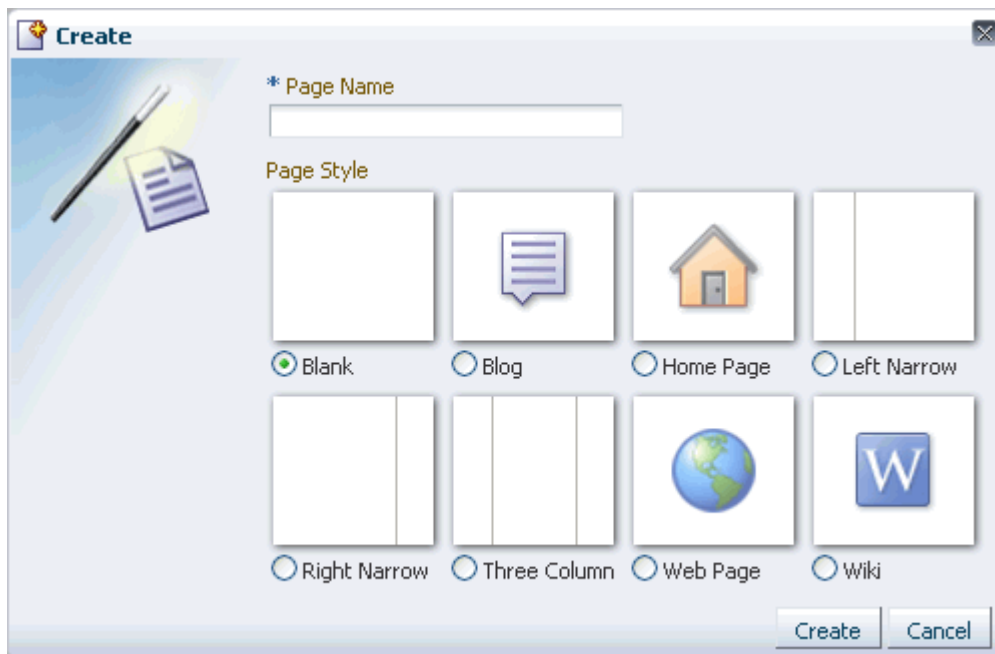 Create
* Page Name
Page Style
Blank Blog Home Page Left Narrow
W
Right Narrow Three Column Web Page Wiki
Create Cancel